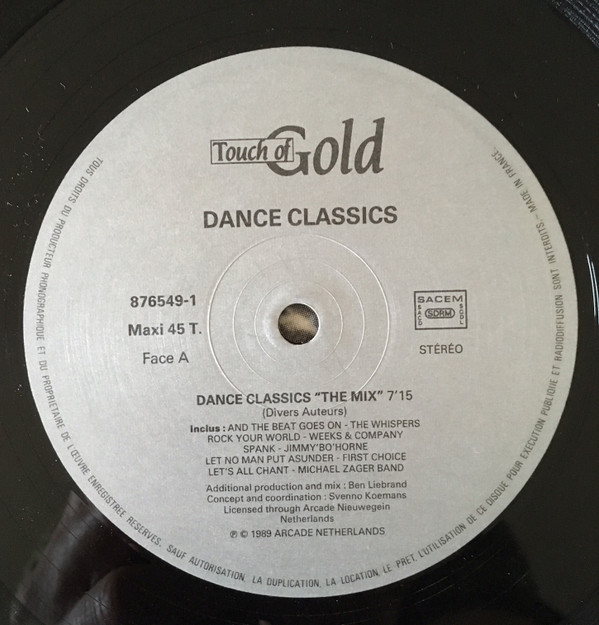 Touch of Gold
DANCE CLASSICS
876549-1
Maxi 45 T.
Face A
SACEM
SACD
SDRM
SGDL
STÉRÉO
DANCE CLASSICS “THE MIX” 7'15
(Divers Auteurs)
Inclus : AND THE BEAT GOES ON - THE WHISPERS
ROCK YOUR WORLD - WEEKS & COMPANY
SPANK - JIMMY'BO'HORNE
LET NO MAN PUT ASUNDER - FIRST CHOICE
LET'S ALL CHANT - MICHAEL ZAGER BAND
Additional production and mix : Ben Liebrand
Concept and coordination : Svenno Koemans
Licensed through Arcade Nieuwegein
Netherlands
℗ © 1989 ARCADE NETHERLANDS
TOUS DROITS DU PRODUCTEUR PHONOGRAPHIQUE ET DU PROPRIETAIRE DE L'ŒUVRE ENREGISTREE RESERVES. SAUF AUTORISATION LA DUPLICATION, LA LOCATION, LE PRET, L'UTILISATION DE CE DISQUE POUR EXECUTION PUBLIQUE ET RADIODIFFUSION SONT INTERDITS. - MADE IN FRANCE